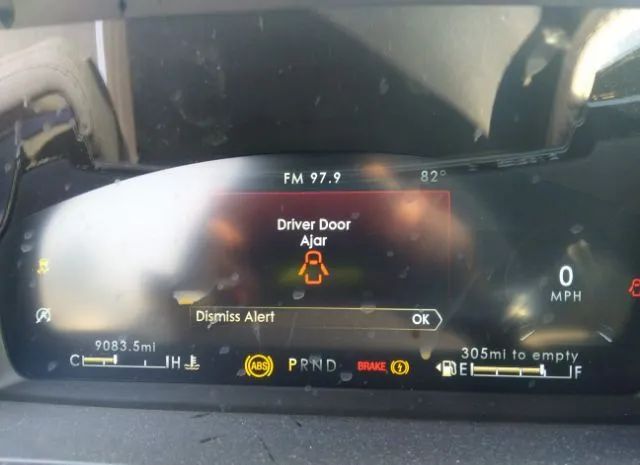 FM 97.9 82°
Driver Door
Ajar
Dismiss Alert OK
0
MPH
9083.5mi 305mi to empty
C H ABS PRND BRAKE E F